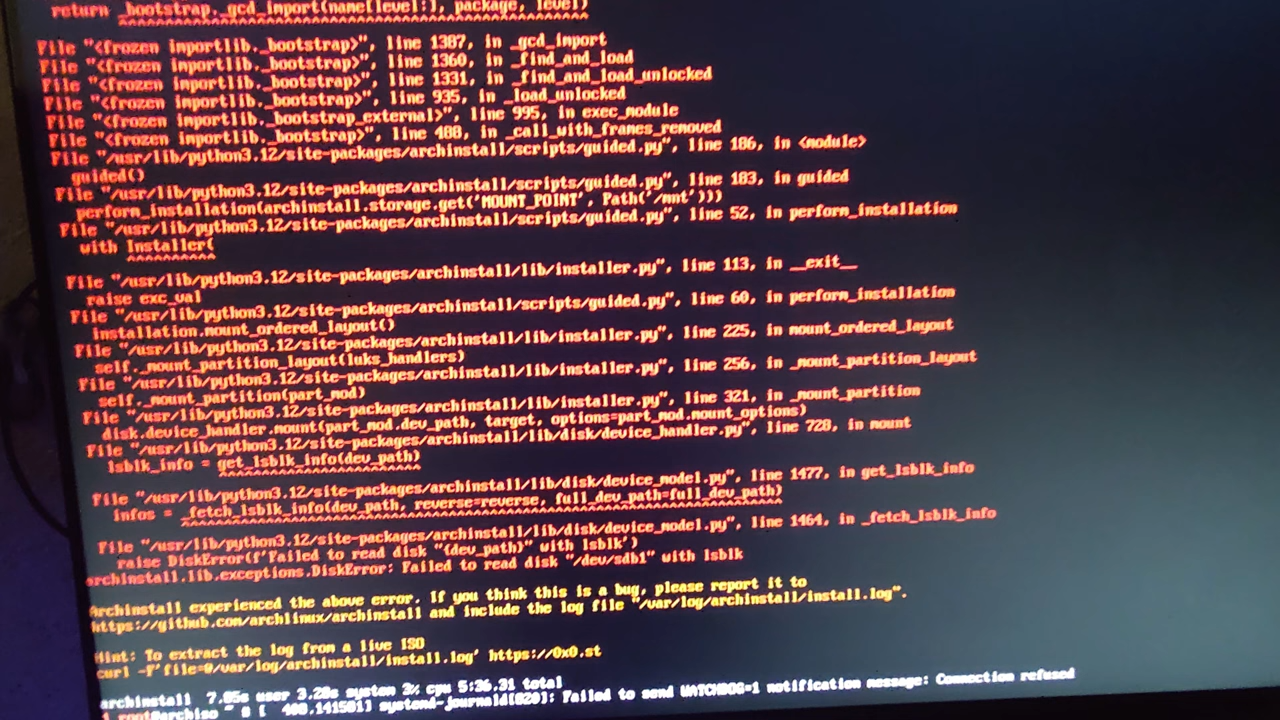 return _bootstrap._gcd_import(name[level:], package, level)
^^^^^^^^^^^^^^^^^^^^^^^^^^^^^^^^^^^^^^^^^^^^^^^^^^^
File "<frozen importlib._bootstrap>", line 1387, in _gcd_import
File "<frozen importlib._bootstrap>", line 1360, in _find_and_load
File "<frozen importlib._bootstrap>", line 1331, in _find_and_load_unlocked
File "<frozen importlib._bootstrap>", line 935, in _load_unlocked
File "<frozen importlib._bootstrap_external>", line 995, in exec_module
File "<frozen importlib._bootstrap>", line 488, in _call_with_frames_removed
File "/usr/lib/python3.12/site-packages/archinstall/scripts/guided.py", line 186, in <module>
guided()
File "/usr/lib/python3.12/site-packages/archinstall/scripts/guided.py", line 183, in guided
perform_installation(archinstall.storage.get('MOUNT_POINT', Path('/mnt')))
File "/usr/lib/python3.12/site-packages/archinstall/scripts/guided.py", line 52, in perform_installation
with Installer(
^^^^^^^^^^
File "/usr/lib/python3.12/site-packages/archinstall/lib/installer.py", line 113, in __exit__
raise exc_val
File "/usr/lib/python3.12/site-packages/archinstall/scripts/guided.py", line 60, in perform_installation
installation.mount_ordered_layout()
File "/usr/lib/python3.12/site-packages/archinstall/lib/installer.py", line 225, in mount_ordered_layout
self._mount_partition_layout(luks_handlers)
File "/usr/lib/python3.12/site-packages/archinstall/lib/installer.py", line 256, in _mount_partition_layout
self._mount_partition(part_mod)
File "/usr/lib/python3.12/site-packages/archinstall/lib/installer.py", line 321, in _mount_partition
disk.device_handler.mount(part_mod.dev_path, target, options=part_mod.mount_options)
File "/usr/lib/python3.12/site-packages/archinstall/lib/disk/device_handler.py", line 728, in mount
lsblk_info = get_lsblk_info(dev_path)
^^^^^^^^^^^^^^^^^^^^^^^^
File "/usr/lib/python3.12/site-packages/archinstall/lib/disk/device_model.py", line 1477, in get_lsblk_info
infos = _fetch_lsblk_info(dev_path, reverse=reverse, full_dev_path=full_dev_path)
^^^^^^^^^^^^^^^^^^^^^^^^^^^^^^^^^^^^^^^^^^^^^^^^^^^^^^^^^^^^^^^^^^^^^^^^^
File "/usr/lib/python3.12/site-packages/archinstall/lib/disk/device_model.py", line 1464, in _fetch_lsblk_info
raise DiskError(f'Failed to read disk "{dev_path}" with lsblk')
archinstall.lib.exceptions.DiskError: Failed to read disk "/dev/sdb1" with lsblk
Archinstall experienced the above error. If you think this is a bug, please report it to
https://github.com/archlinux/archinstall and include the log file "/var/log/archinstall/install.log".
Hint: To extract the log from a live ISO
curl -F'file=@/var/log/archinstall/install.log' https://0x0.st
archinstall 7.05s user 3.28s system 3% cpu 5:36.31 total
1 root@archiso ~ # [ 400.141501] systemd-journald[820]: Failed to send WATCHDOG=1 notification message: Connection refused